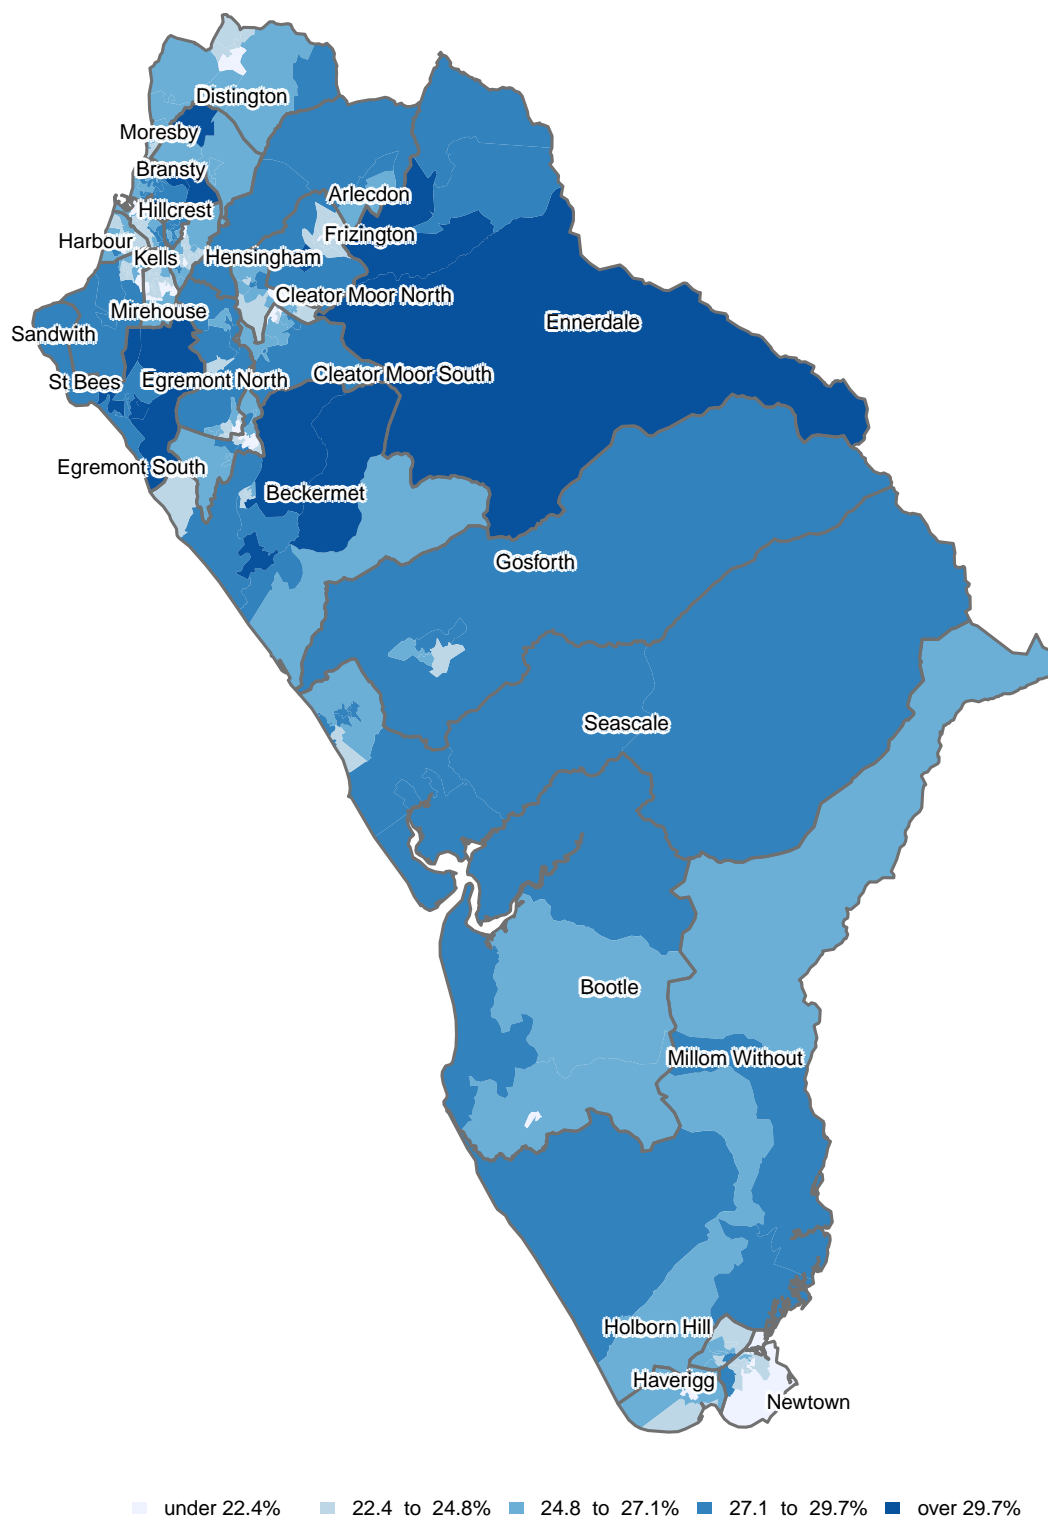 Distington
Moresby
Bransty
Arlecdon
Hillcrest
Frizington
Harbour
Kells
Hensingham
Cleator Moor North
Mirehouse
Ennerdale
Sandwith
Cleator Moor South
St Bees
Egremont North
Egremont South
Beckermet
Gosforth
Seascale
Bootle
Millom Without
Holborn Hill
Haverigg
Newtown
under 22.4% 22.4 to 24.8% 24.8 to 27.1% 27.1 to 29.7% over 29.7%